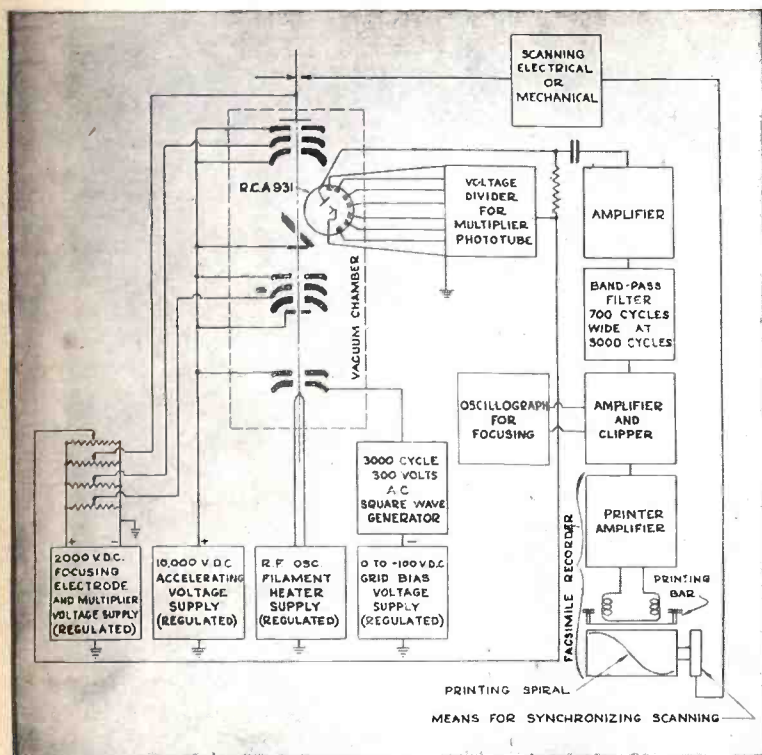 SCANNING
ELECTRICAL
OR
MECHANICAL
R.C.A 931
VOLTAGE
DIVIDER
FOR
MULTIPLIER
PHOTOTUBE
AMPLIFIER
VACUUM CHAMBER
BAND-PASS
FILTER
700 CYCLES
WIDE AT
3000 CYCLES
OSCILLOGRAPH
FOR
FOCUSING
AMPLIFIER
AND
CLIPPER
3000 CYCLE
300 VOLTS
A C
SQUARE WAVE
GENERATOR
PRINTER
AMPLIFIER
FACSIMILE RECORDER
PRINTING
BAR
+ -
+
-
2000 V.D.C.
FOCUSING
ELECTRODE
AND MULTIPLIER
VOLTAGE SUPPLY
(REGULATED)
10,000 V D.C
ACCELERATING
VOLTAGE
SUPPLY
(REGULATED)
R.F OSC.
FILAMENT
HEATER
SUPPLY
(REGULATED)
0 TO -100 V D.C
GRID BIAS
VOLTAGE
SUPPLY
(REGULATED)
PRINTING SPIRAL
MEANS FOR SYNCHRONIZING SCANNING